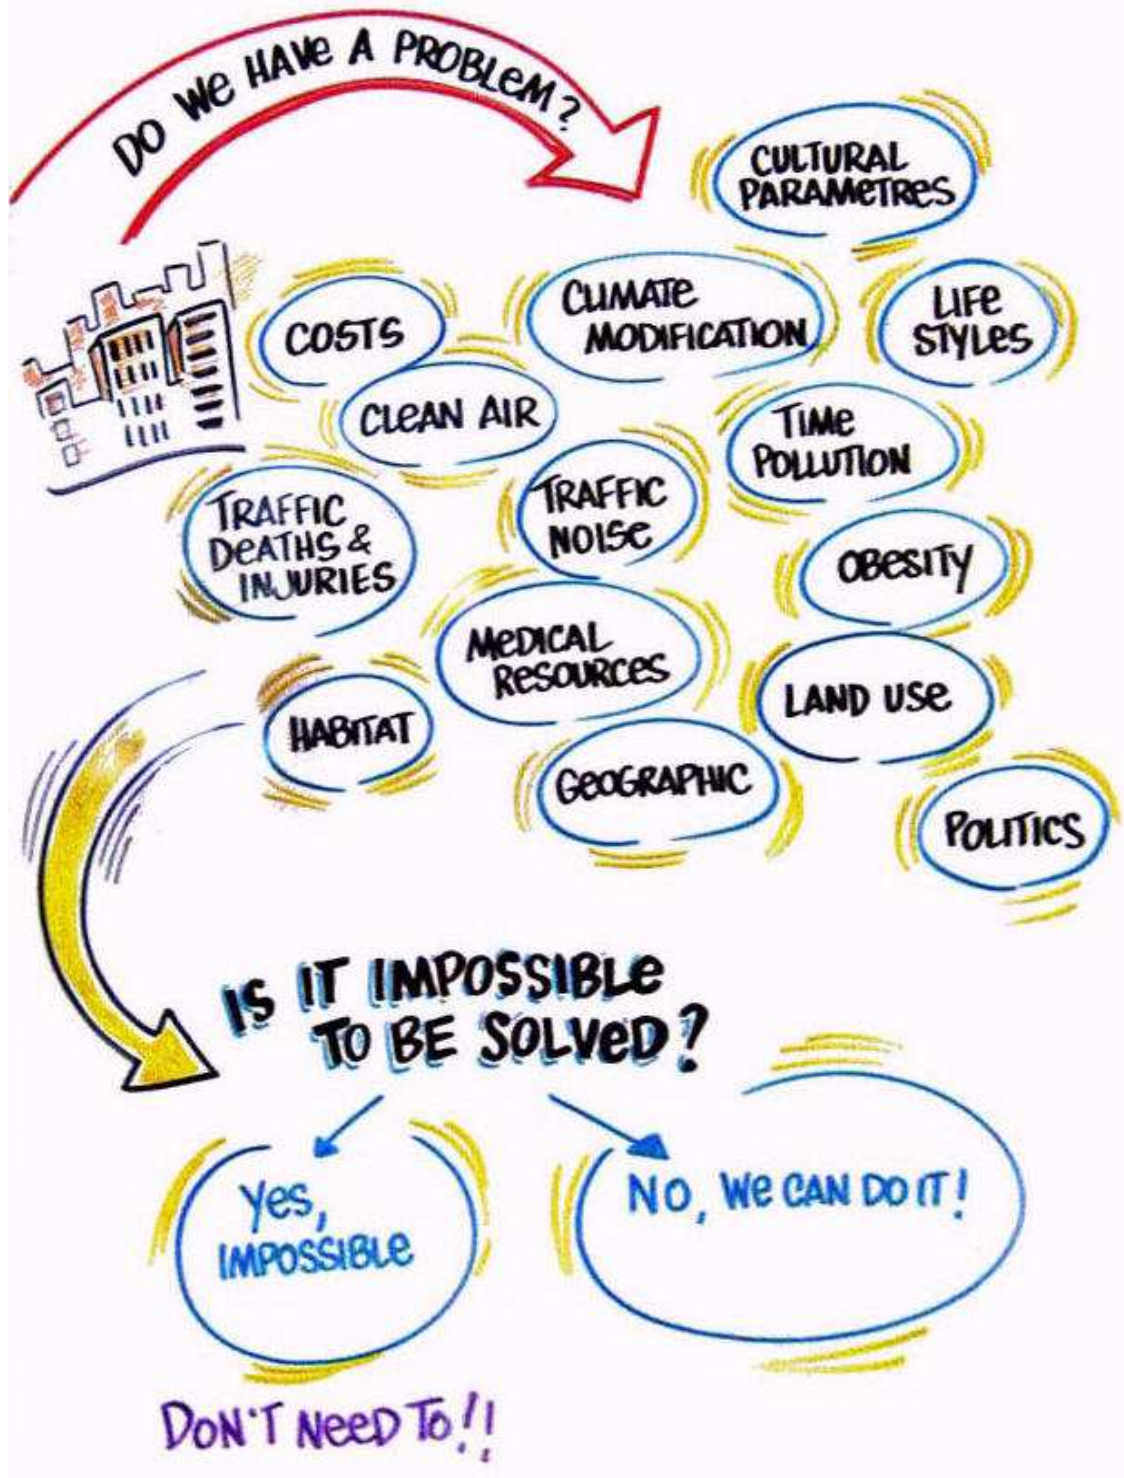 DO WE HAVE A PROBLEM?
CULTURAL
PARAMETRES
COSTS
CLIMATE
MODIFICATION
LIFE
STYLES
CLEAN AIR
TIME
POLLUTION
TRAFFIC
DEATHS &
INJURIES
TRAFFIC
NOISE
OBESITY
MEDICAL
RESOURCES
LAND USE
HABITAT
GEOGRAPHIC
POLITICS
IS IT IMPOSSIBLE
TO BE SOLVED?
Yes,
IMPOSSIBLE
NO, WE CAN DO IT!
DON'T NEED TO!!